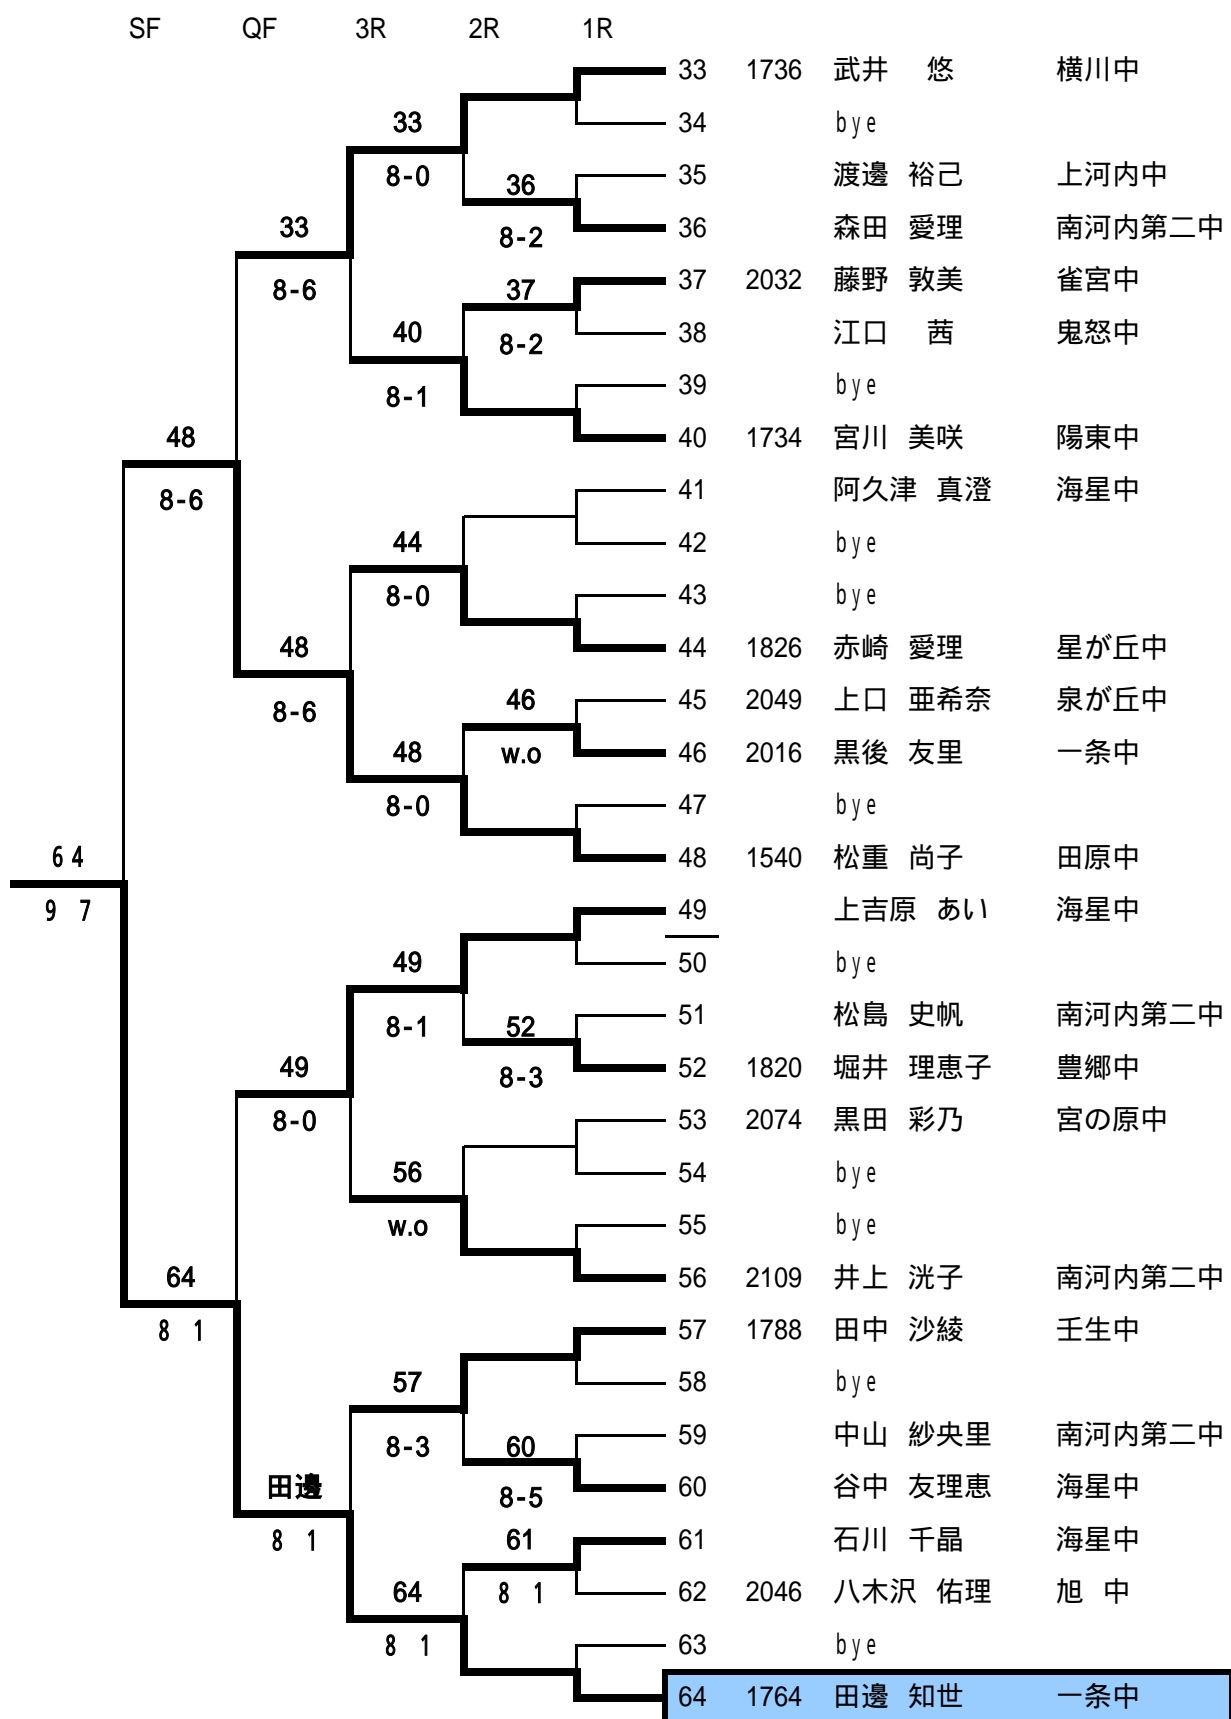 SF QF 3R 2R 1R
33 1736 武井 悠 横川中
33
34 bye
8-0 36 35 渡邊 裕己 上河内中
33 8-2 36 森田 愛理 南河内第二中
8-6 37 37 2032 藤野 敦美 雀宮中
40 8-2 38 江口 茜 鬼怒中
8-1 39 bye
48 40 1734 宮川 美咲 陽東中
8-6 41 阿久津 真澄 海星中
44 42 bye
8-0 43 bye
48 44 1826 赤崎 愛理 星が丘中
8-6 46 45 2049 上口 亜希奈 泉が丘中
48 w.o 46 2016 黒後 友里 一条中
8-0 47 bye
64 48 1540 松重 尚子 田原中
9 7 49 上吉原 あい 海星中
49 50 bye
8-1 52 51 松島 史帆 南河内第二中
49 8-3 52 1820 堀井 理恵子 豊郷中
8-0 53 2074 黒田 彩乃 宮の原中
56 54 bye
w.o 55 bye
64 56 2109 井上 洸子 南河内第二中
8 1 57 1788 田中 沙綾 壬生中
57 58 bye
8-3 60 59 中山 紗央里 南河内第二中
田邊 8-5 60 谷中 友理恵 海星中
8 1 61 61 石川 千晶 海星中
64 8 1 62 2046 八木沢 佑理 旭 中
8 1 63 bye
64 1764 田邊 知世 一条中